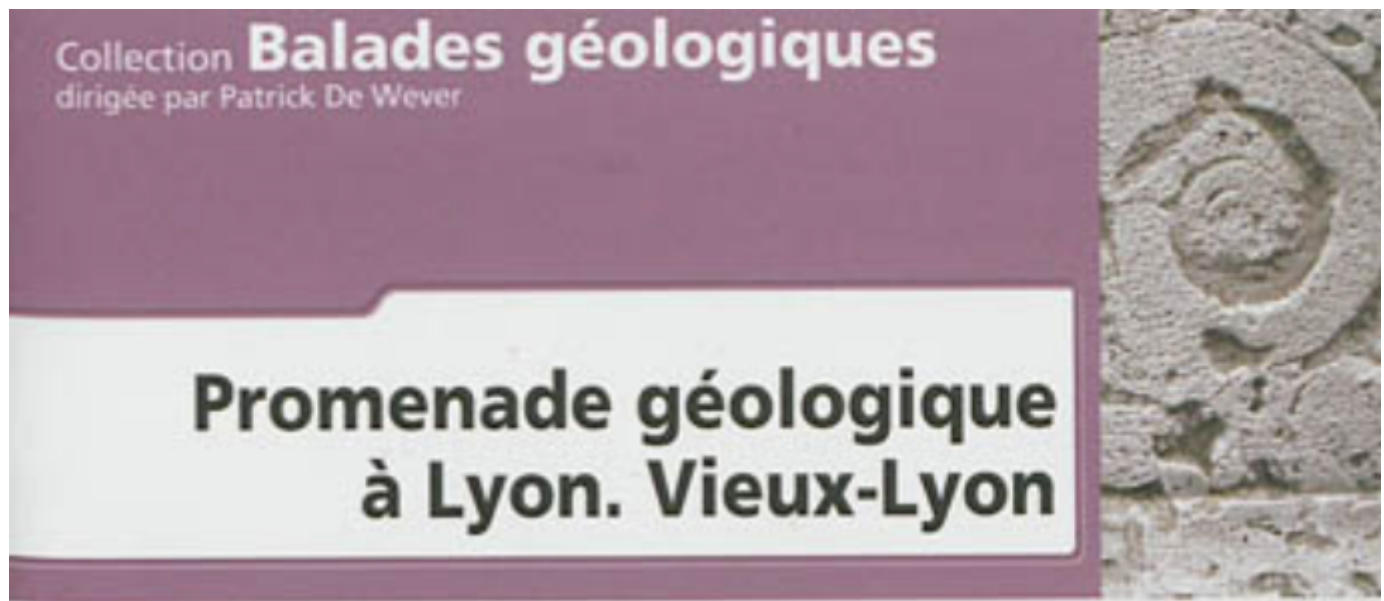 Collection Balades géologiques
dirigée par Patrick De Wever
Promenade géologique
à Lyon. Vieux-Lyon